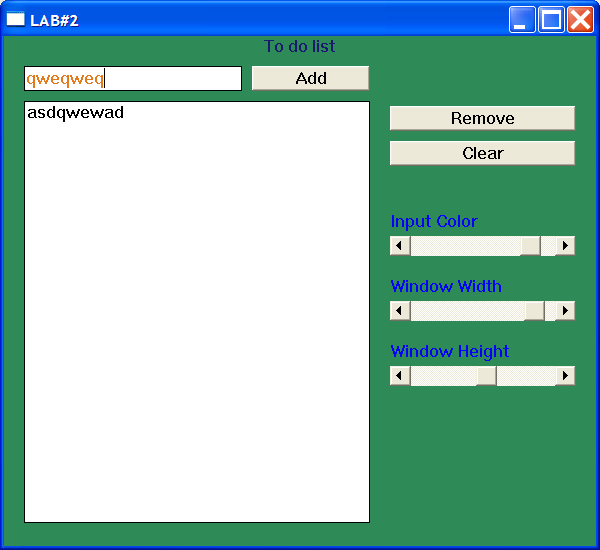 LAB#2
To do list
qweqweq
Add
asdqwewad
Remove
Clear
Input Color
Window Width
Window Height